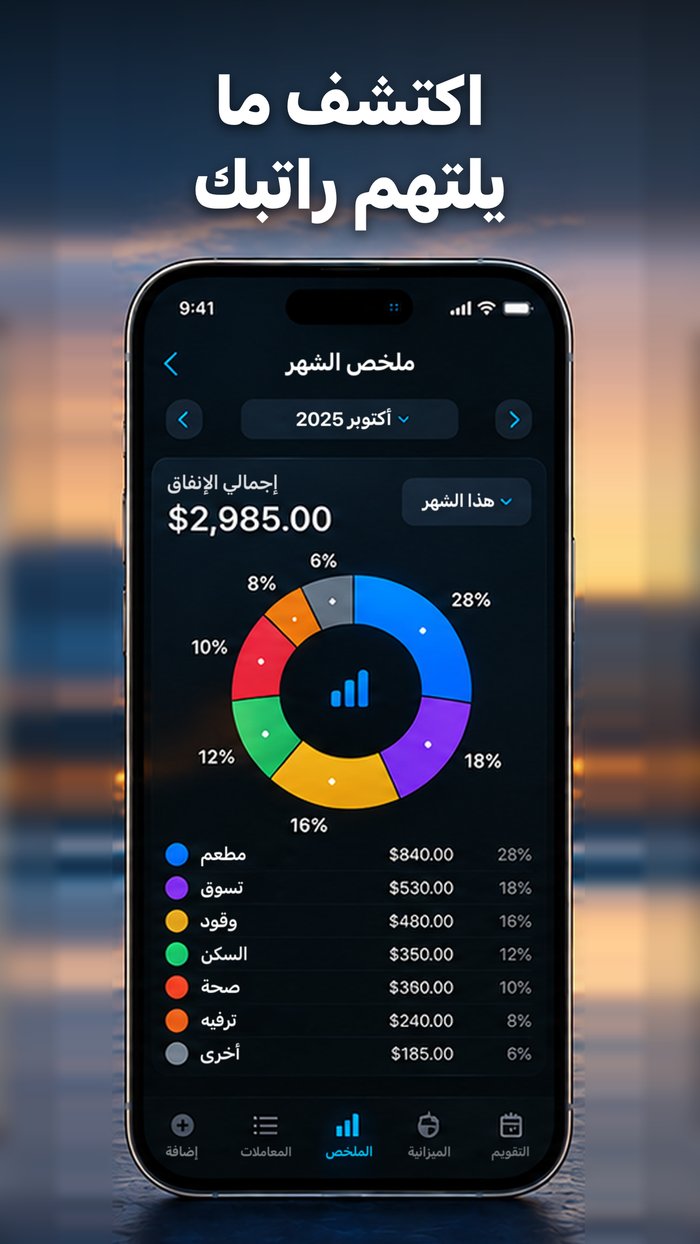 اكتشف ما
يلتهم راتبك
9:41
ملخص الشهر
أكتوبر 2025
إجمالي الإنفاق
$2,985.00
هذا الشهر
6%
8%
28%
10%
12%
18%
16%
مطعم $840.00 28%
تسوق $530.00 18%
وقود $480.00 16%
السكن $350.00 12%
صحة $360.00 10%
ترفيه $240.00 8%
أخرى $185.00 6%
إضافة المعاملات الملخص الميزانية التقويم